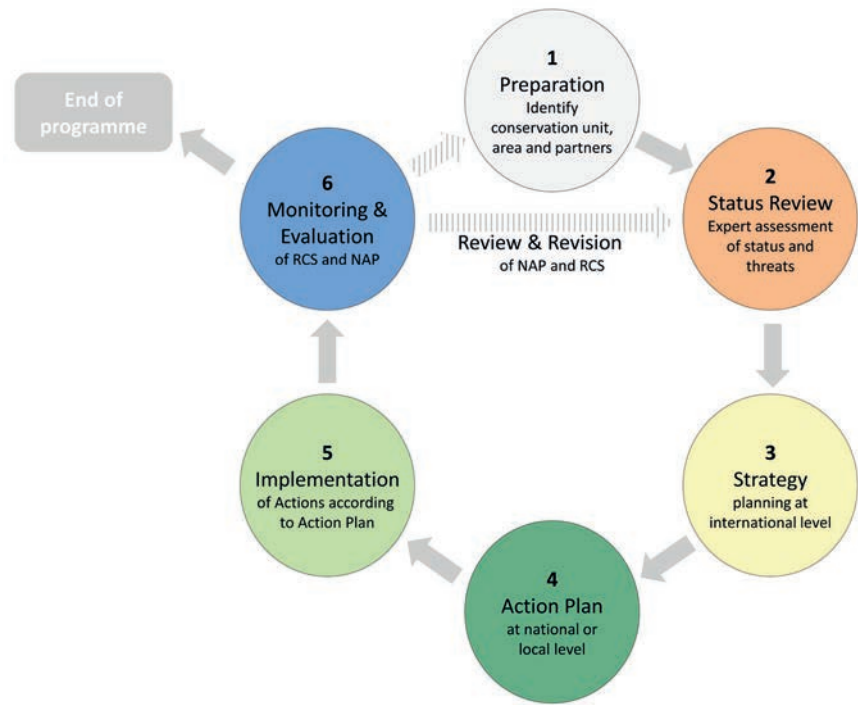 1
Preparation
Identify
conservation unit,
area and partners
End of
programme
2
Status Review
Expert assessment
of status and
threats
6
Monitoring &
Evaluation
of RCS and NAP
Review & Revision
of NAP and RCS
3
Strategy
planning at
international level
5
Implementation
of Actions according
to Action Plan
4
Action Plan
at national or
local level